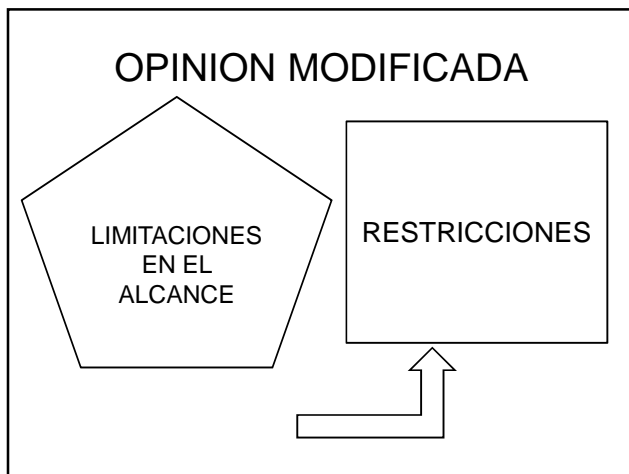 OPINION MODIFICADA
LIMITACIONES
EN EL
ALCANCE
RESTRICCIONES